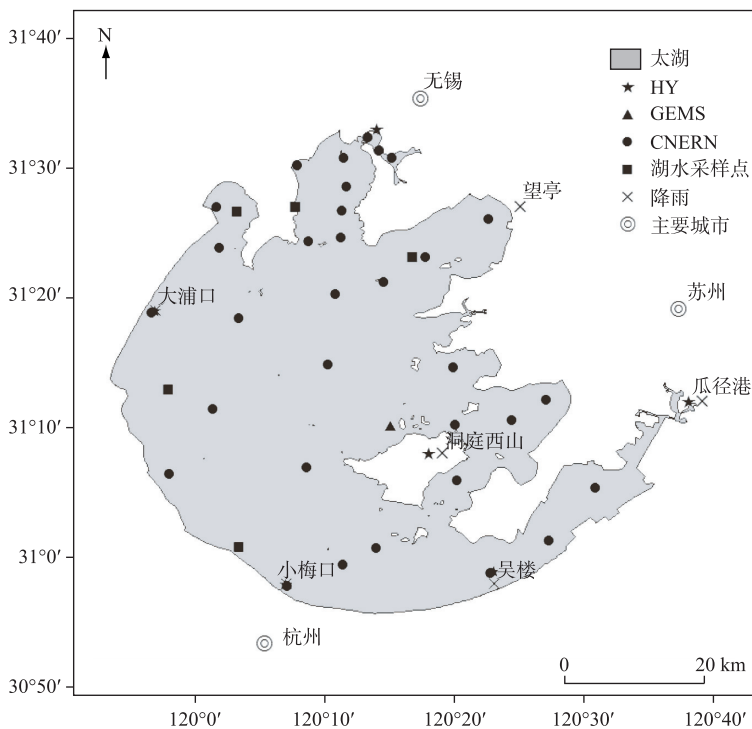 31°40′
N
太湖
HY
GEMS
CNERN
湖水采样点
降雨
主要城市
无锡
31°30′
望亭
31°20′
大浦口
苏州
瓜径港
31°10′
洞庭西山
31°0′
小梅口
吴楼
杭州
0 20 km
30°50′
120°0′ 120°10′ 120°20′ 120°30′ 120°40′